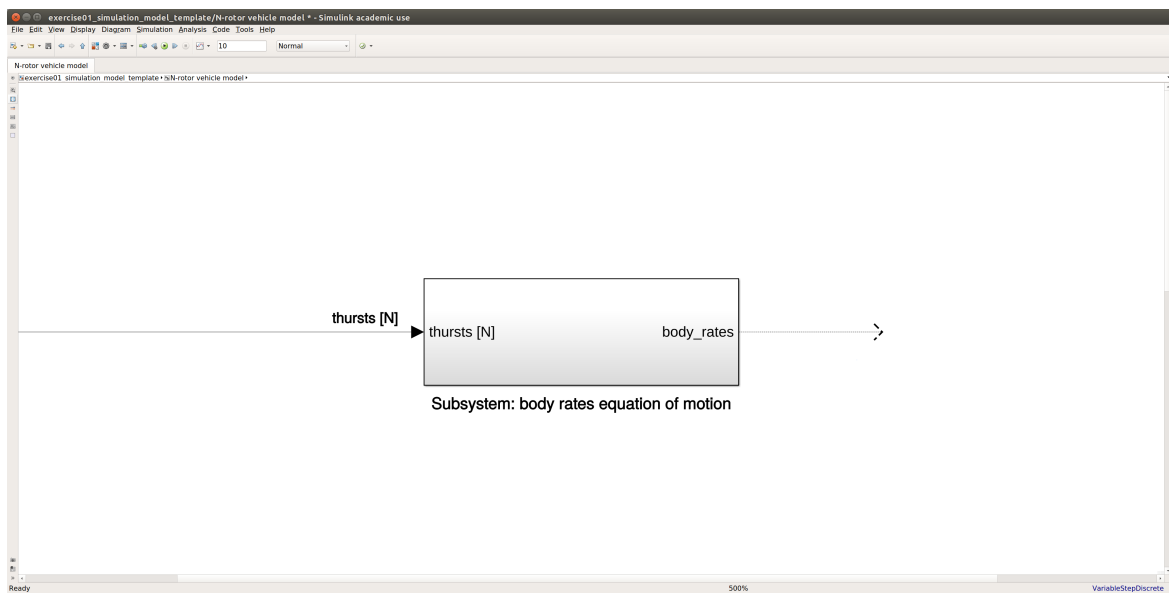 exercise01_simulation_model_template/N-rotor vehicle model * - Simulink academic use
File Edit View Display Diagram Simulation Analysis Code Tools Help
10 Normal
N-rotor vehicle model
exercise01_simulation_model_template N-rotor vehicle model
thursts [N]
thursts [N] body_rates
Subsystem: body rates equation of motion
Ready 500% VariableStepDiscrete